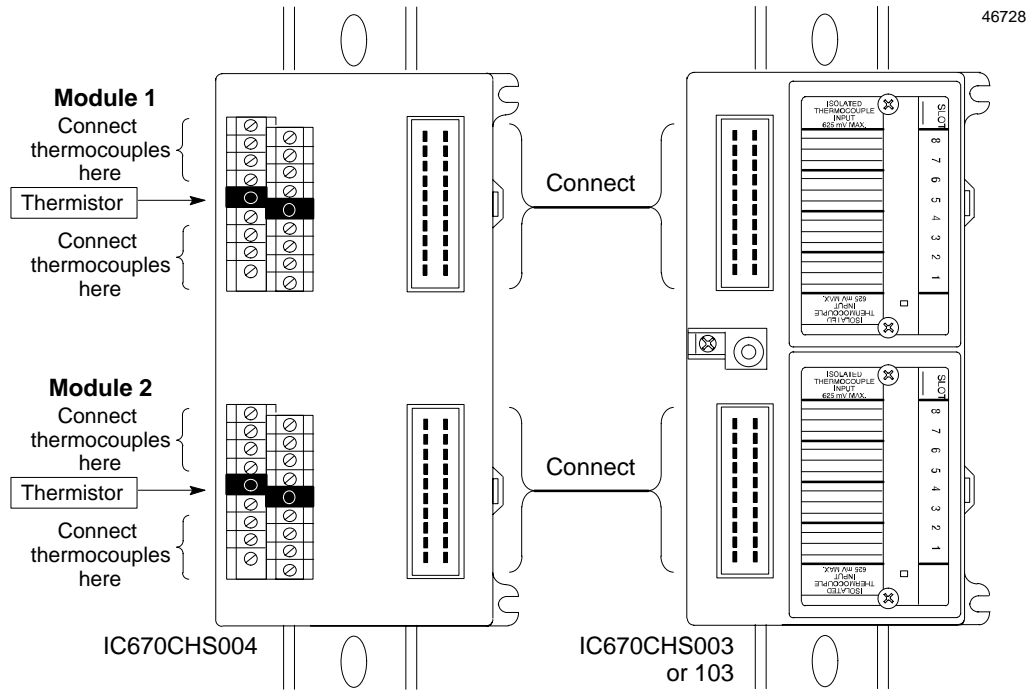 46728
Module 1
Connect
thermocouples
here
Thermistor
Connect
thermocouples
here
Connect
ISOLATED
THERMOCOUPLE
INPUT
625 mV MAX.
SLOT
8
7
6
5
4
3
2
1
ISOLATED
THERMOCOUPLE
INPUT
625 mV MAX.
Module 2
Connect
thermocouples
here
Thermistor
Connect
thermocouples
here
Connect
ISOLATED
THERMOCOUPLE
INPUT
625 mV MAX.
SLOT
8
7
6
5
4
3
2
1
ISOLATED
THERMOCOUPLE
INPUT
625 mV MAX.
IC670CHS004
IC670CHS003
or 103